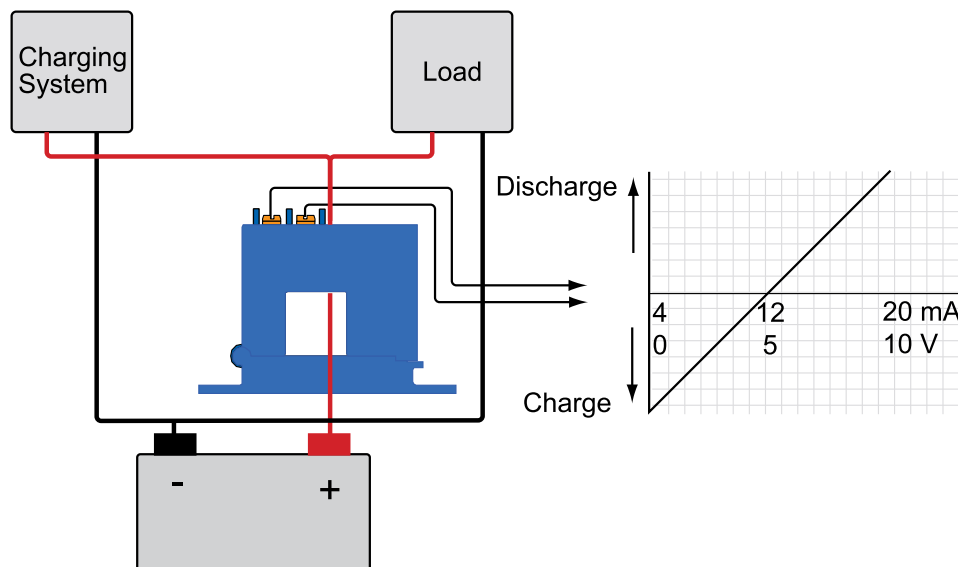 Charging
System
Load
Discharge
4 12 20 mA
0 5 10 V
Charge
- +